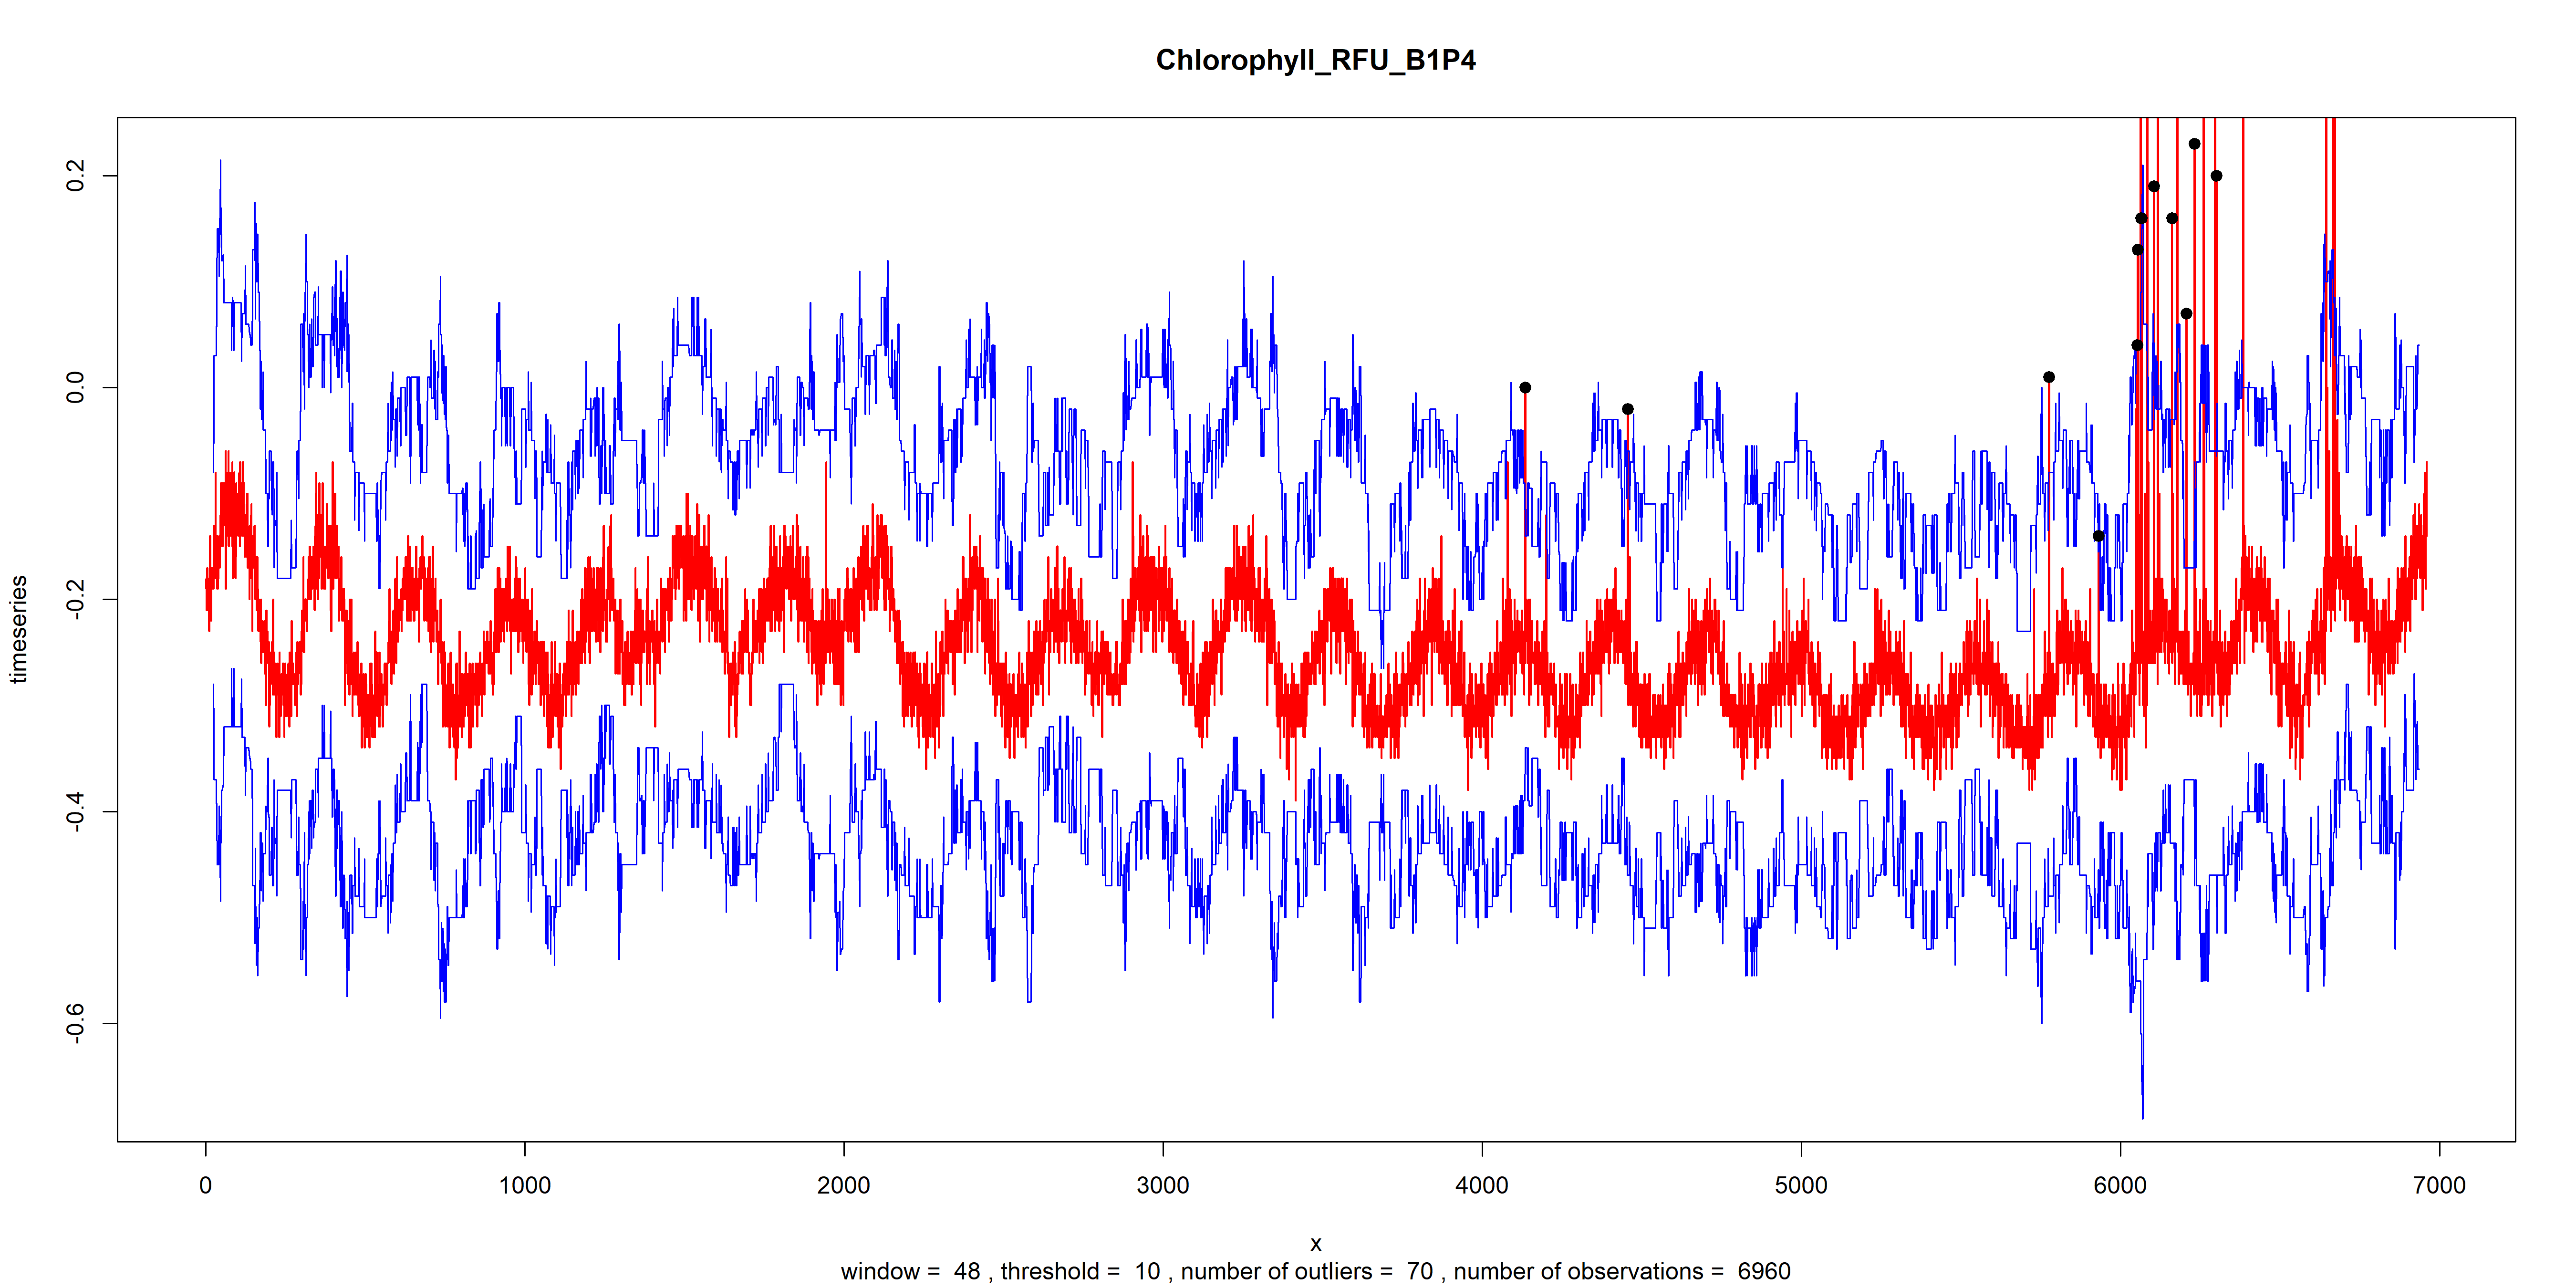 Chlorophyll_RFU_B1P4
timeseries
0.2
0.0
-0.2
-0.4
-0.6
0 1000 2000 3000 4000 5000 6000 7000
x
window = 48 , threshold = 10 , number of outliers = 70 , number of observations = 6960